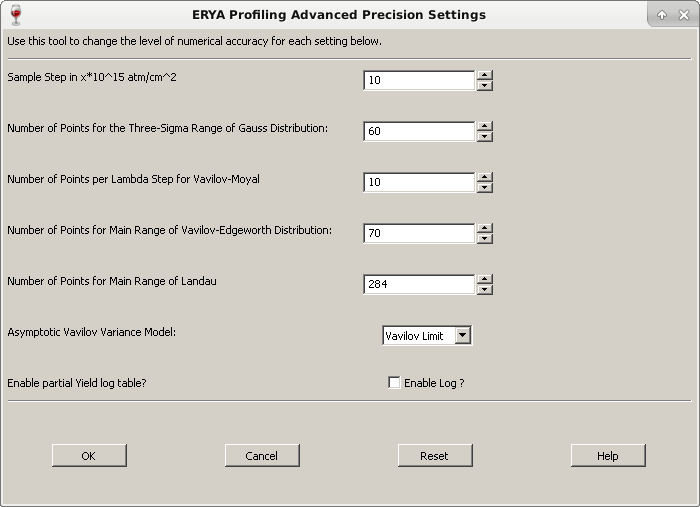 ERYA Profiling Advanced Precision Settings
Use this tool to change the level of numerical accuracy for each setting below.
Sample Step in x*10^15 atm/cm^2
10
Number of Points for the Three-Sigma Range of Gauss Distribution:
60
Number of Points per Lambda Step for Vavilov-Moyal
10
Number of Points for Main Range of Vavilov-Edgeworth Distribution:
70
Number of Points for Main Range of Landau
284
Asymptotic Vavilov Variance Model:
Vavilov Limit
Enable partial Yield log table?
Enable Log ?
OK
Cancel
Reset
Help